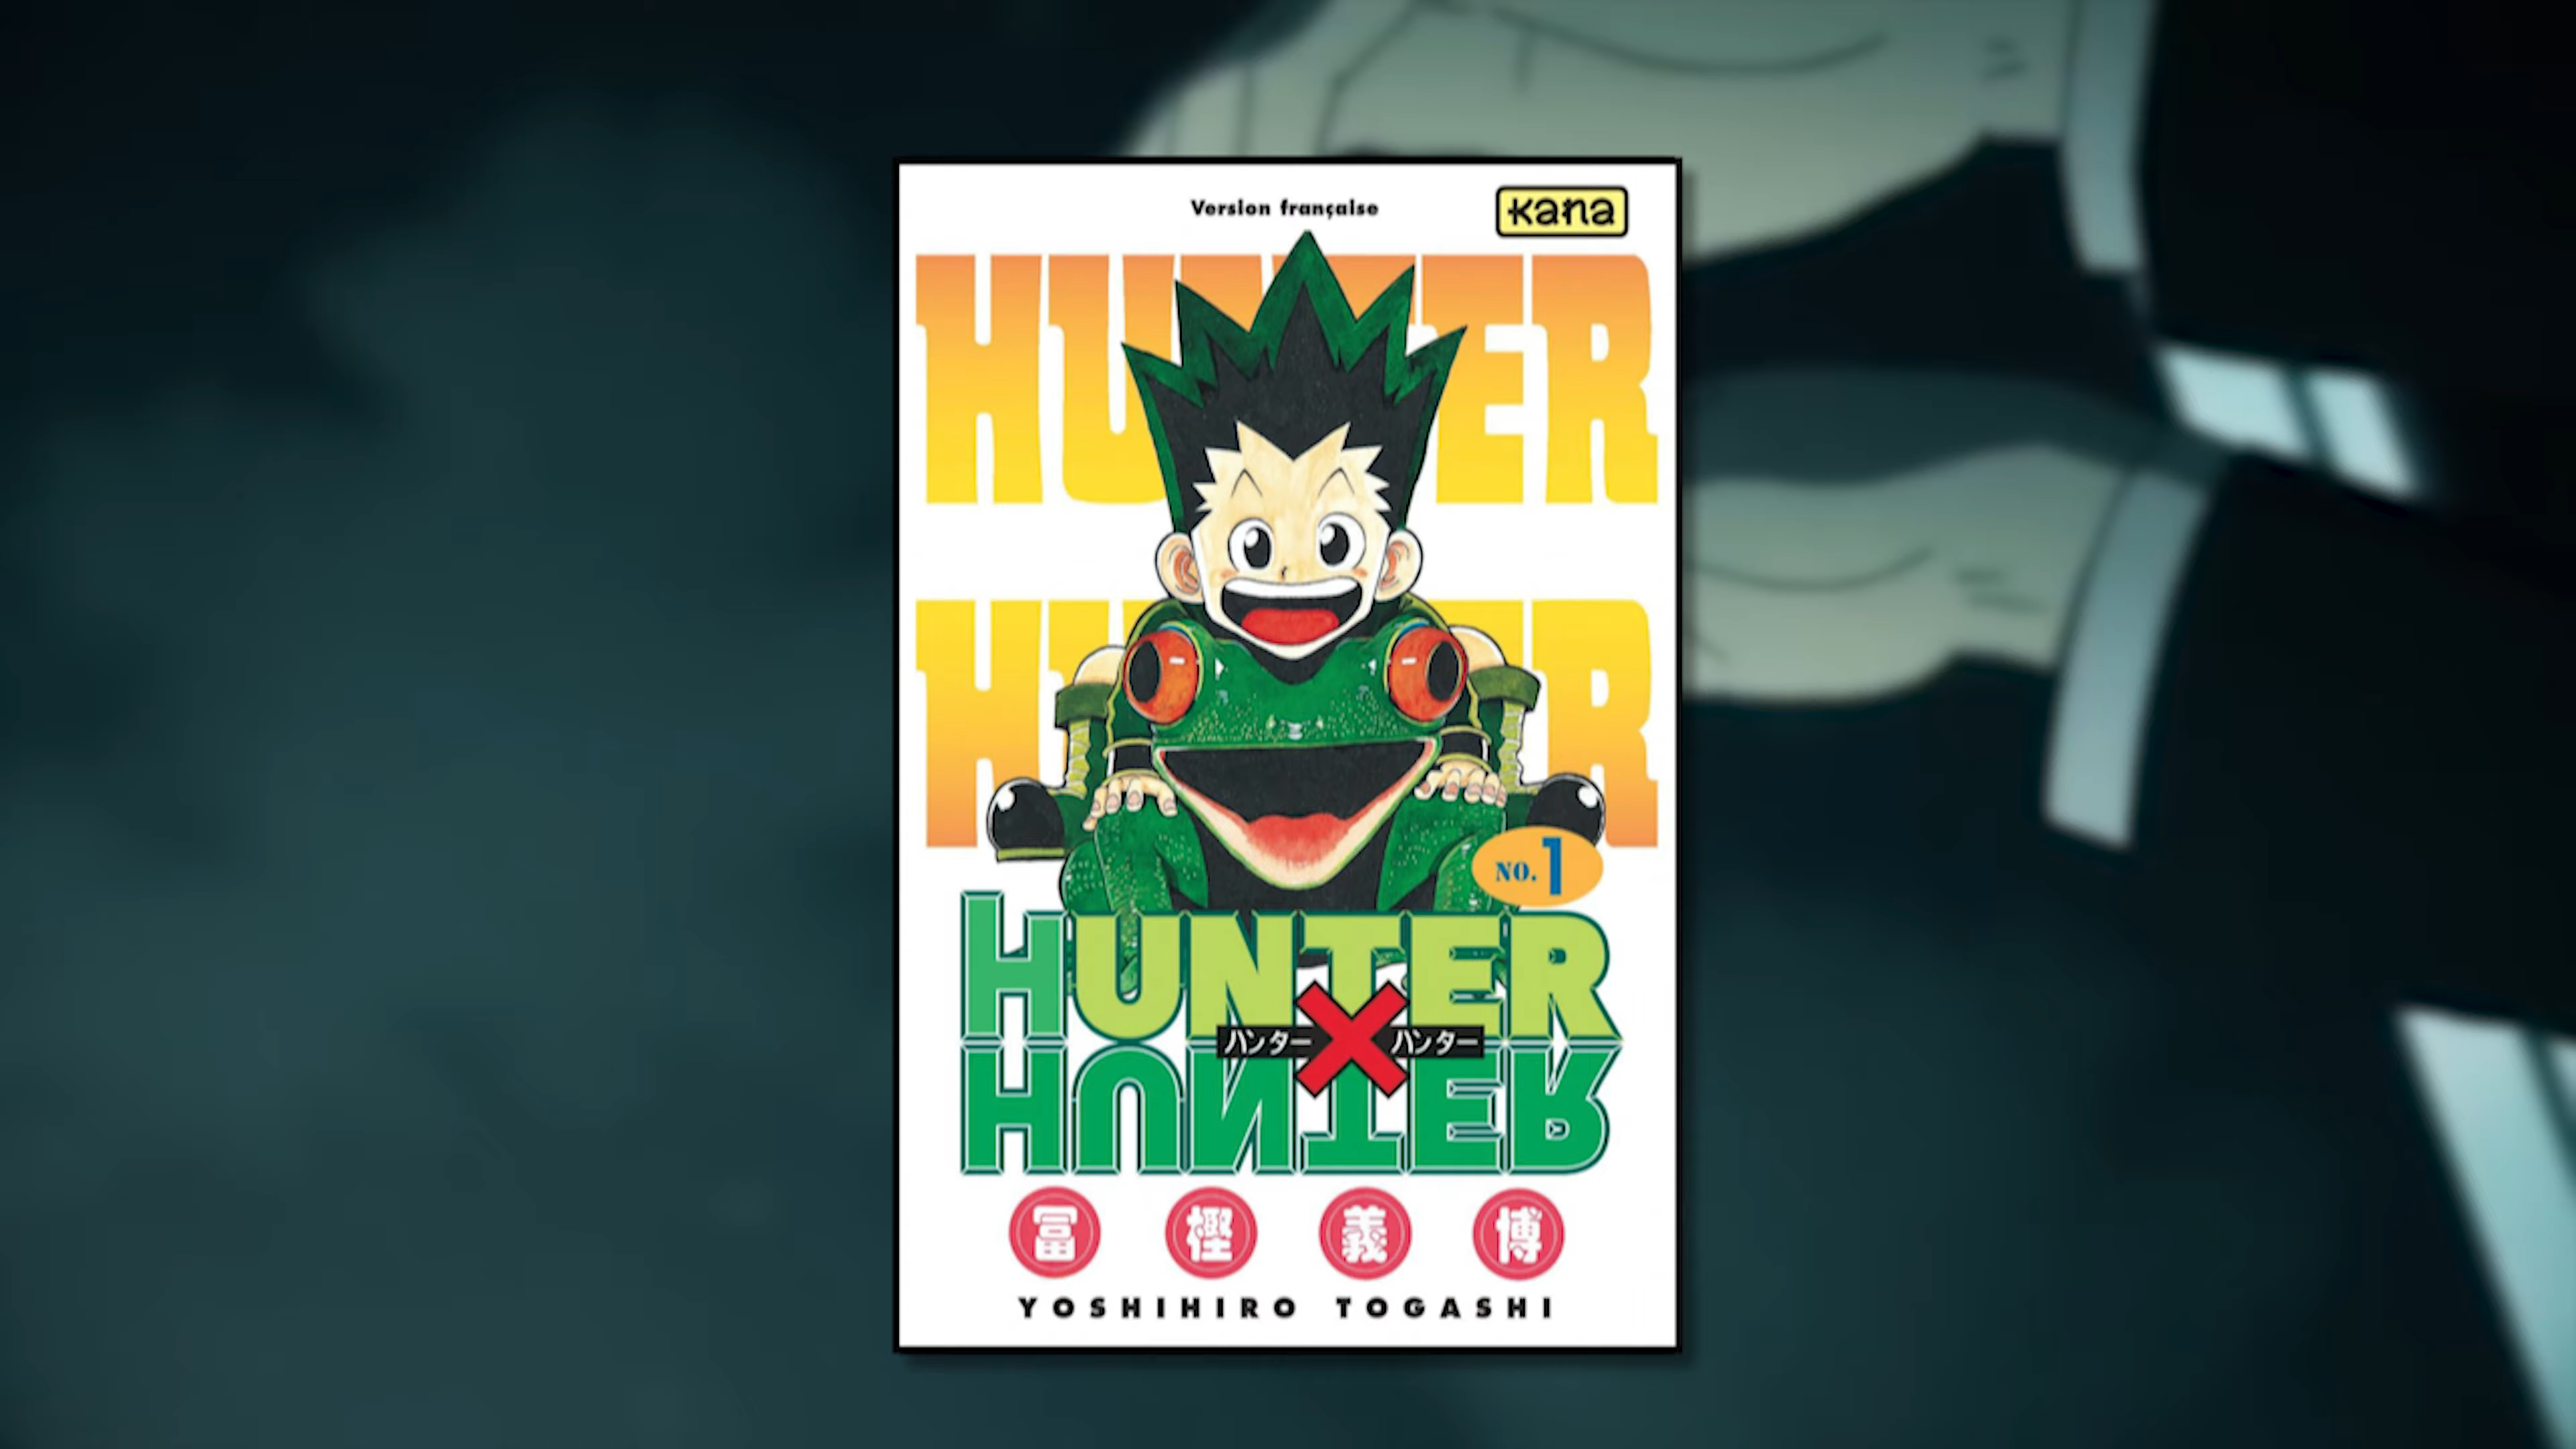 Version française
kana
HUNTER
HUNTER
NO. 1
HUNTER
ハンター×ハンター
HUNTER
冨樫義博
YOSHIHIRO TOGASHI